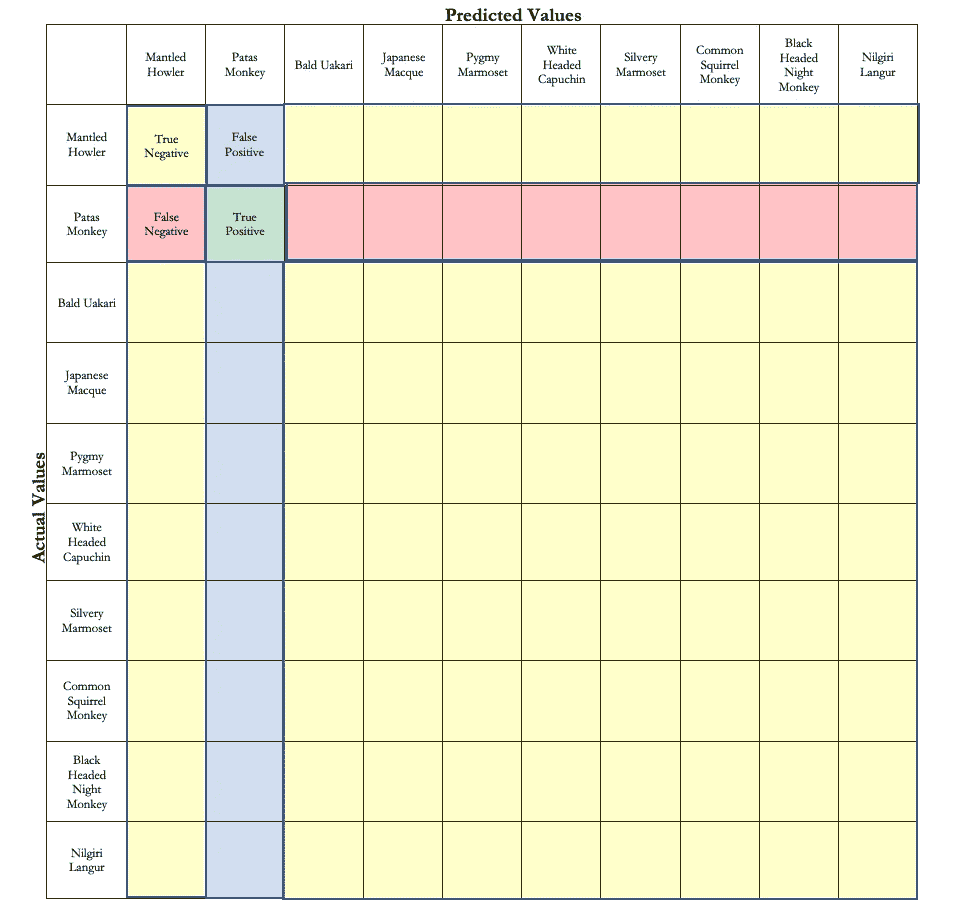 Predicted Values
Mantled
Howler
Patas
Monkey
Bald Uakari
Japanese
Macque
Pygmy
Marmoset
White
Headed
Capuchin
Silvery
Marmoset
Common
Squirrel
Monkey
Black
Headed
Night
Monkey
Nilgiri
Langur
Actual Values
Mantled
Howler
True
Negative
False
Positive
Patas
Monkey
False
Negative
True
Positive
Bald Uakari
Japanese
Macque
Pygmy
Marmoset
White
Headed
Capuchin
Silvery
Marmoset
Common
Squirrel
Monkey
Black
Headed
Night
Monkey
Nilgiri
Langur